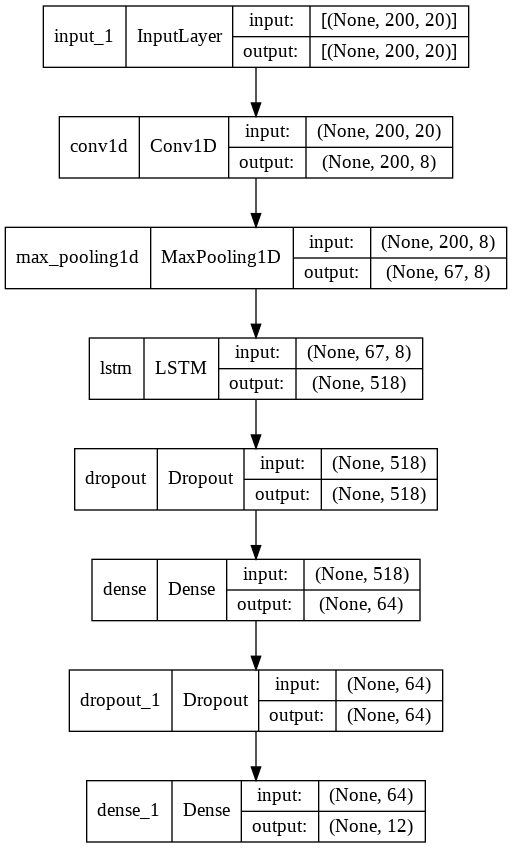 input_1 InputLayer input: [(None, 200, 20)]
output: [(None, 200, 20)]
conv1d Conv1D input: (None, 200, 20)
output: (None, 200, 8)
max_pooling1d MaxPooling1D input: (None, 200, 8)
output: (None, 67, 8)
lstm LSTM input: (None, 67, 8)
output: (None, 518)
dropout Dropout input: (None, 518)
output: (None, 518)
dense Dense input: (None, 518)
output: (None, 64)
dropout_1 Dropout input: (None, 64)
output: (None, 64)
dense_1 Dense input: (None, 64)
output: (None, 12)